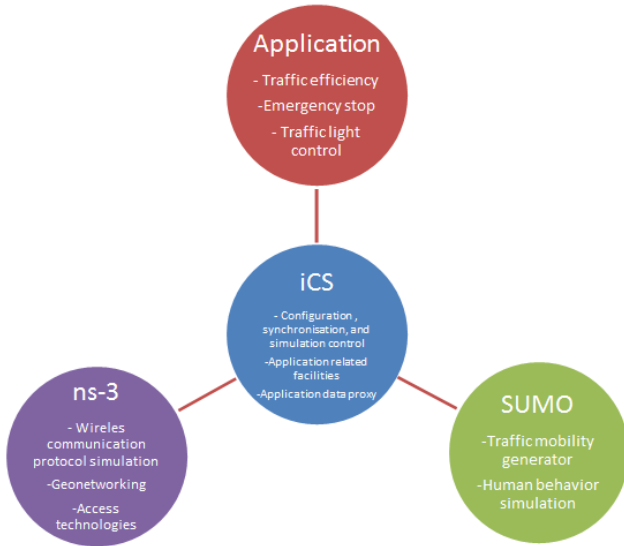 Application
- Traffic efficiency
-Emergency stop
- Traffic light
control
iCS
- Configuration ,
synchronisation, and
simulation control
-Application related
facilities
-Application data proxy
ns-3
- Wireles
communication
protocol simulation
-Geonetworking
-Access
technologies
SUMO
-Traffic mobility
generator
-Human behavior
simulation